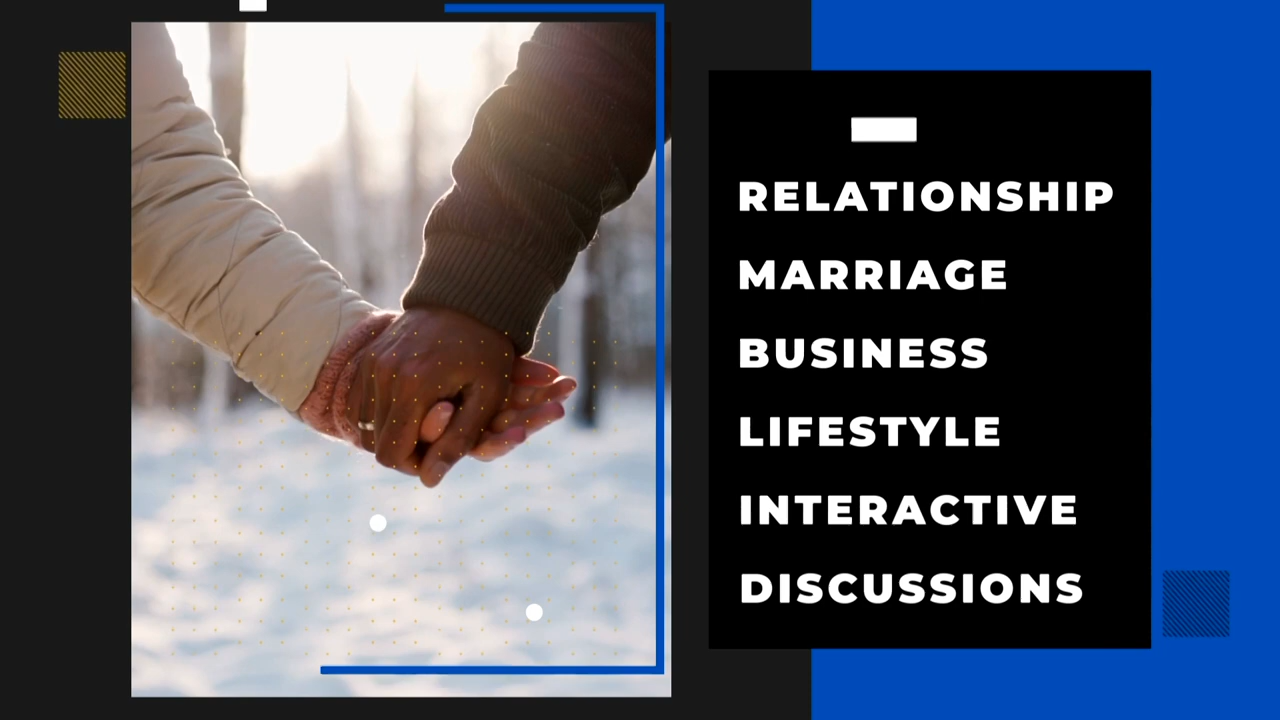 RELATIONSHIP
MARRIAGE
BUSINESS
LIFESTYLE
INTERACTIVE
DISCUSSIONS